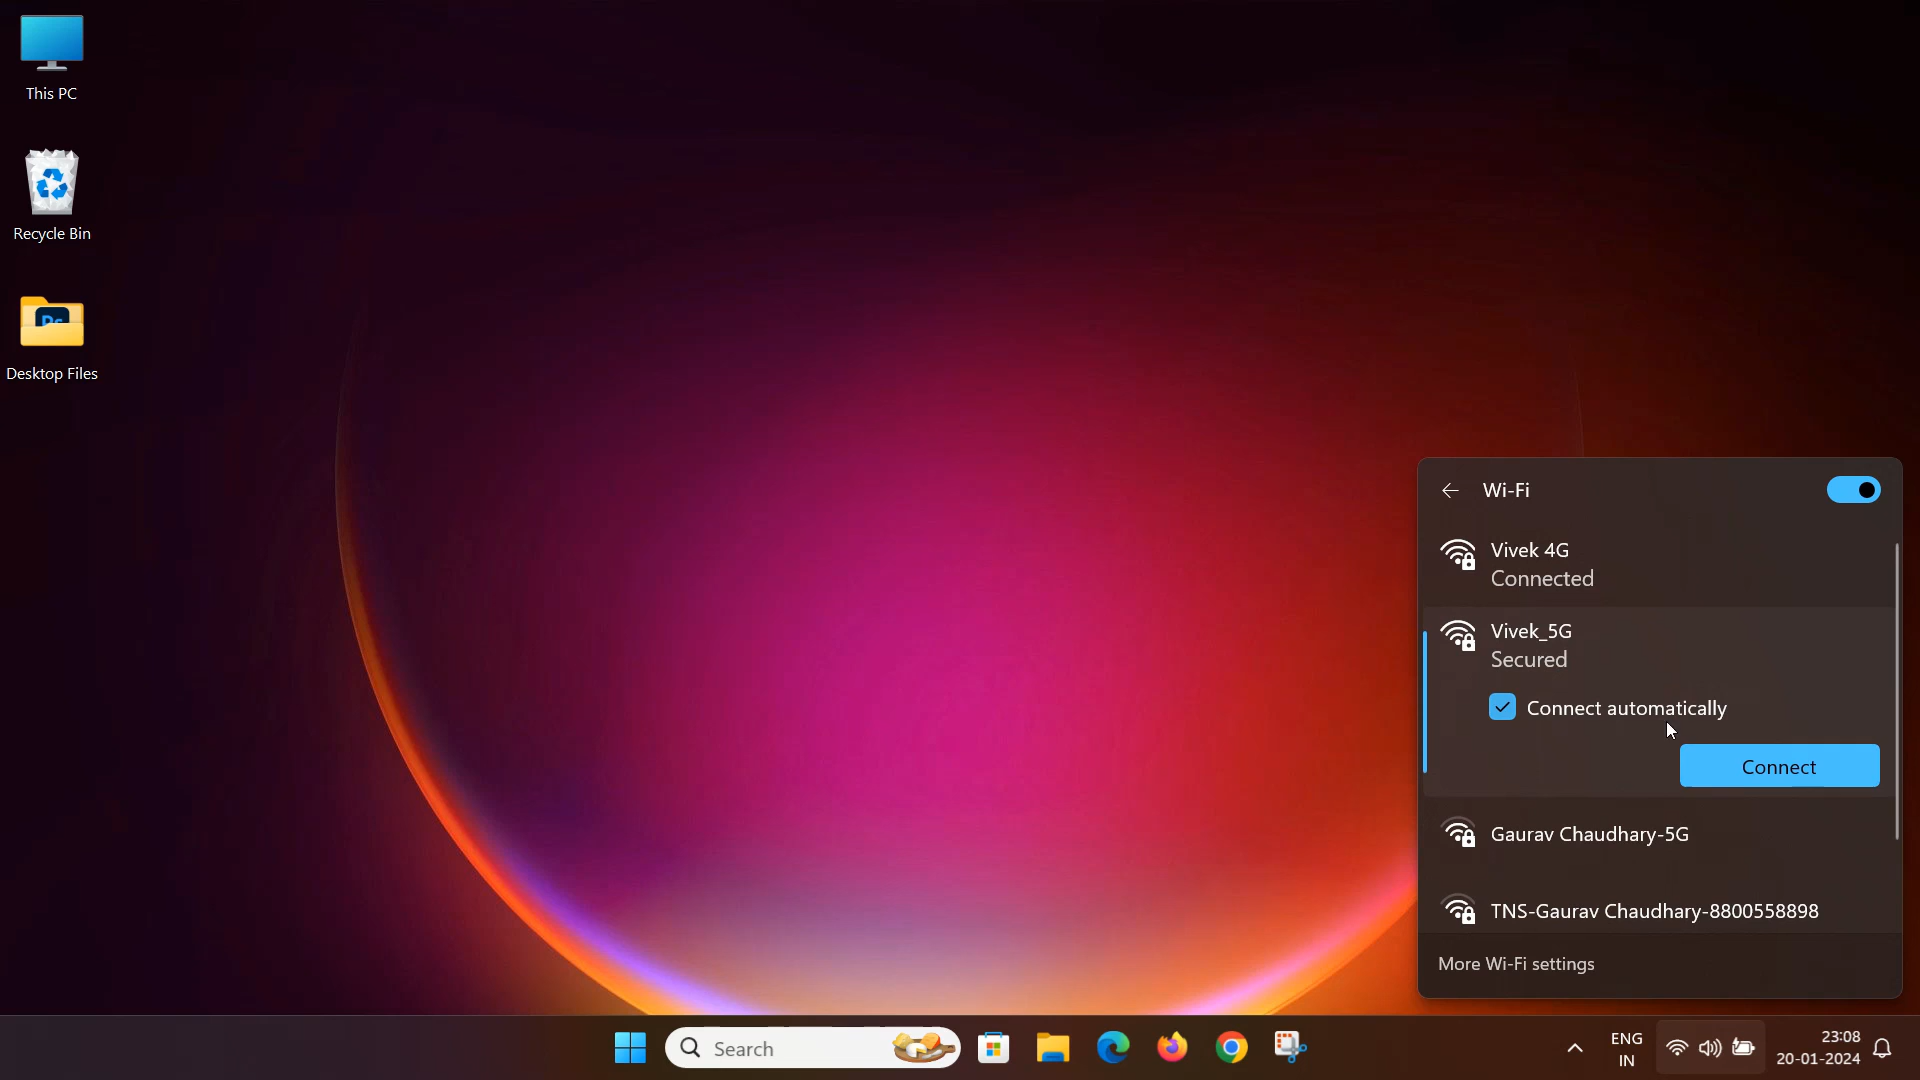 This PC
Recycle Bin
Desktop Files
Wi-Fi
Vivek 4G
Connected
Vivek_5G
Secured
Connect automatically
Connect
Gaurav Chaudhary-5G
TNS-Gaurav Chaudhary-8800558898
More Wi-Fi settings
Search
ENG
IN
23:08
20-01-2024